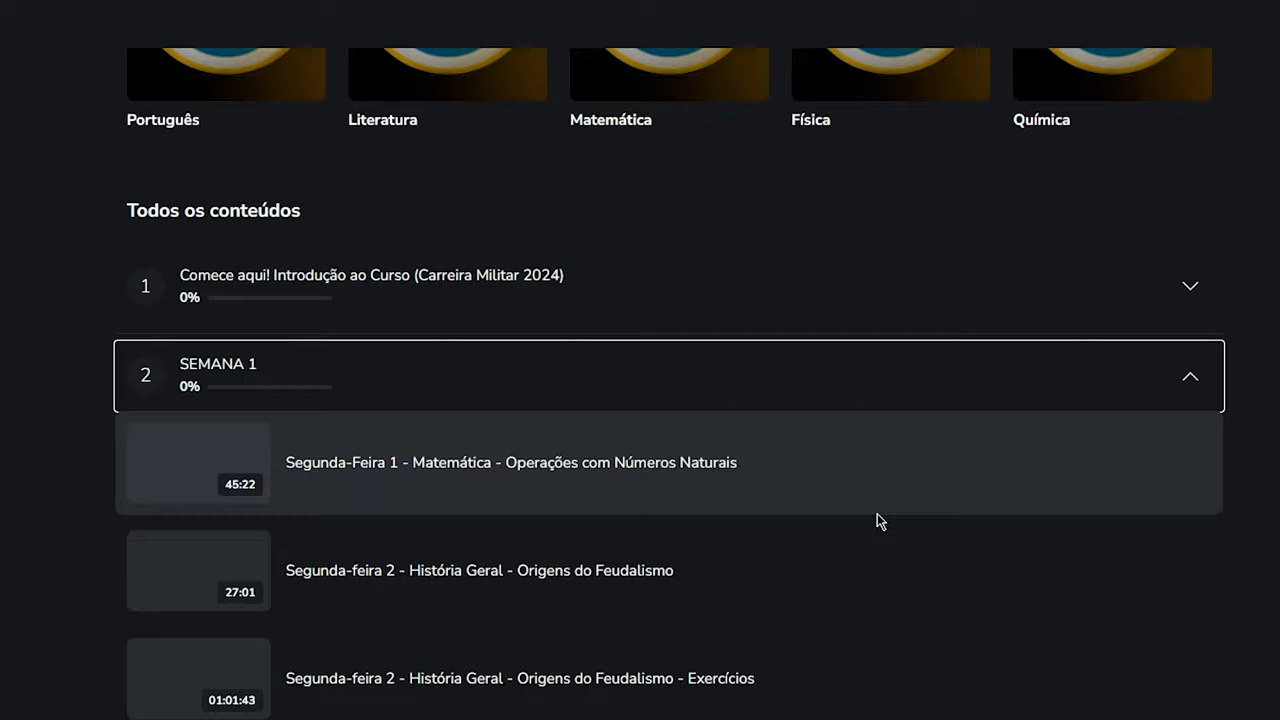 Português
Literatura
Matemática
Física
Química
Todos os conteúdos
1
Comece aqui! Introdução ao Curso (Carreira Militar 2024)
0%
2
SEMANA 1
0%
45:22
Segunda-Feira 1 - Matemática - Operações com Números Naturais
27:01
Segunda-feira 2 - História Geral - Origens do Feudalismo
01:01:43
Segunda-feira 2 - História Geral - Origens do Feudalismo - Exercícios